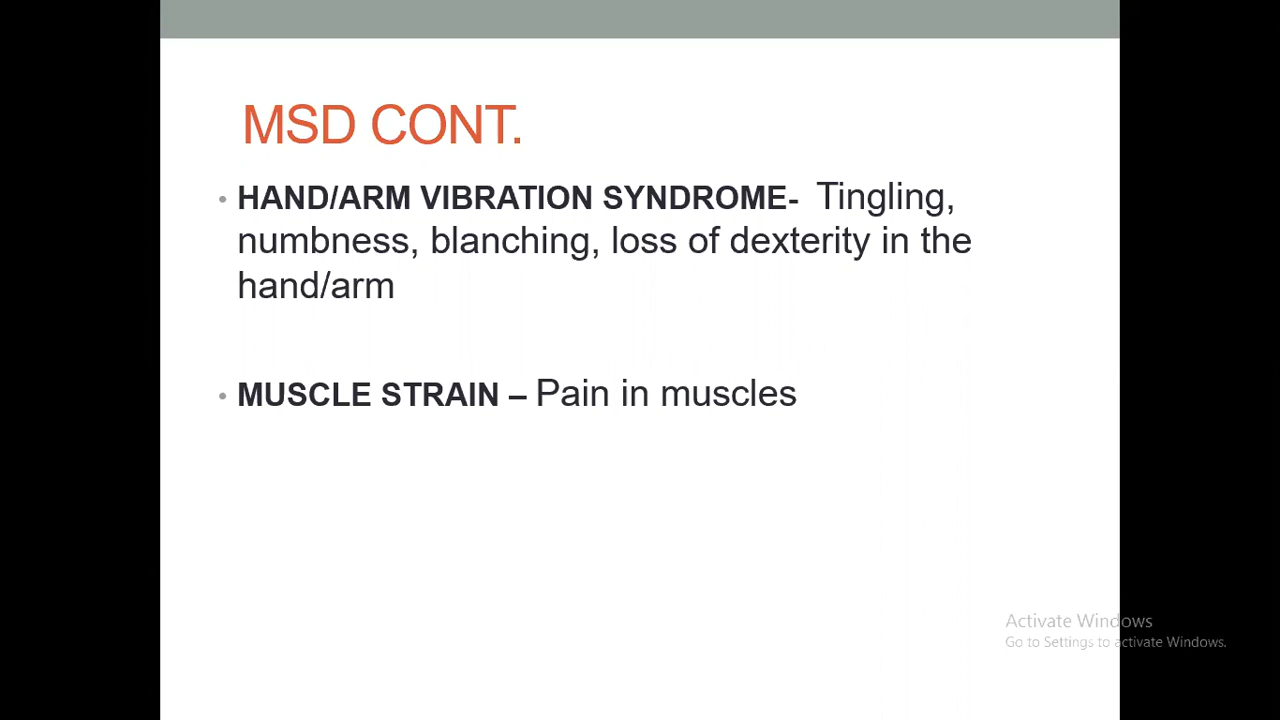 MSD CONT.
• HAND/ARM VIBRATION SYNDROME- Tingling,
numbness, blanching, loss of dexterity in the
hand/arm
• MUSCLE STRAIN – Pain in muscles
Activate Windows
Go to Settings to activate Windows.